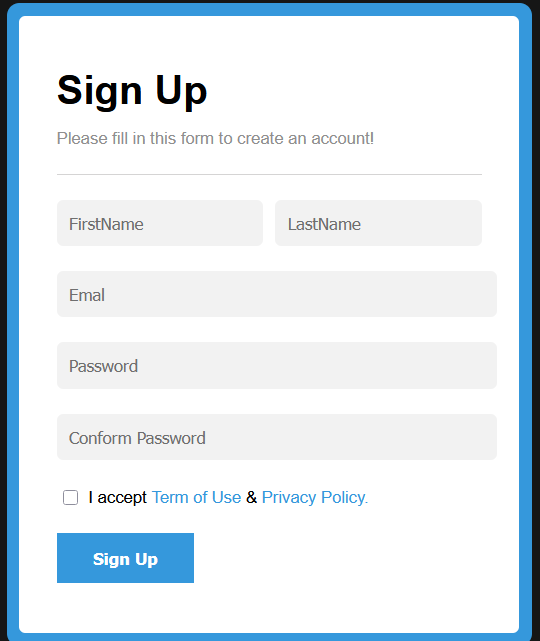 Sign Up
Please fill in this form to create an account!
FirstName LastName
Emal
Password
Conform Password
I accept Term of Use & Privacy Policy.
Sign Up